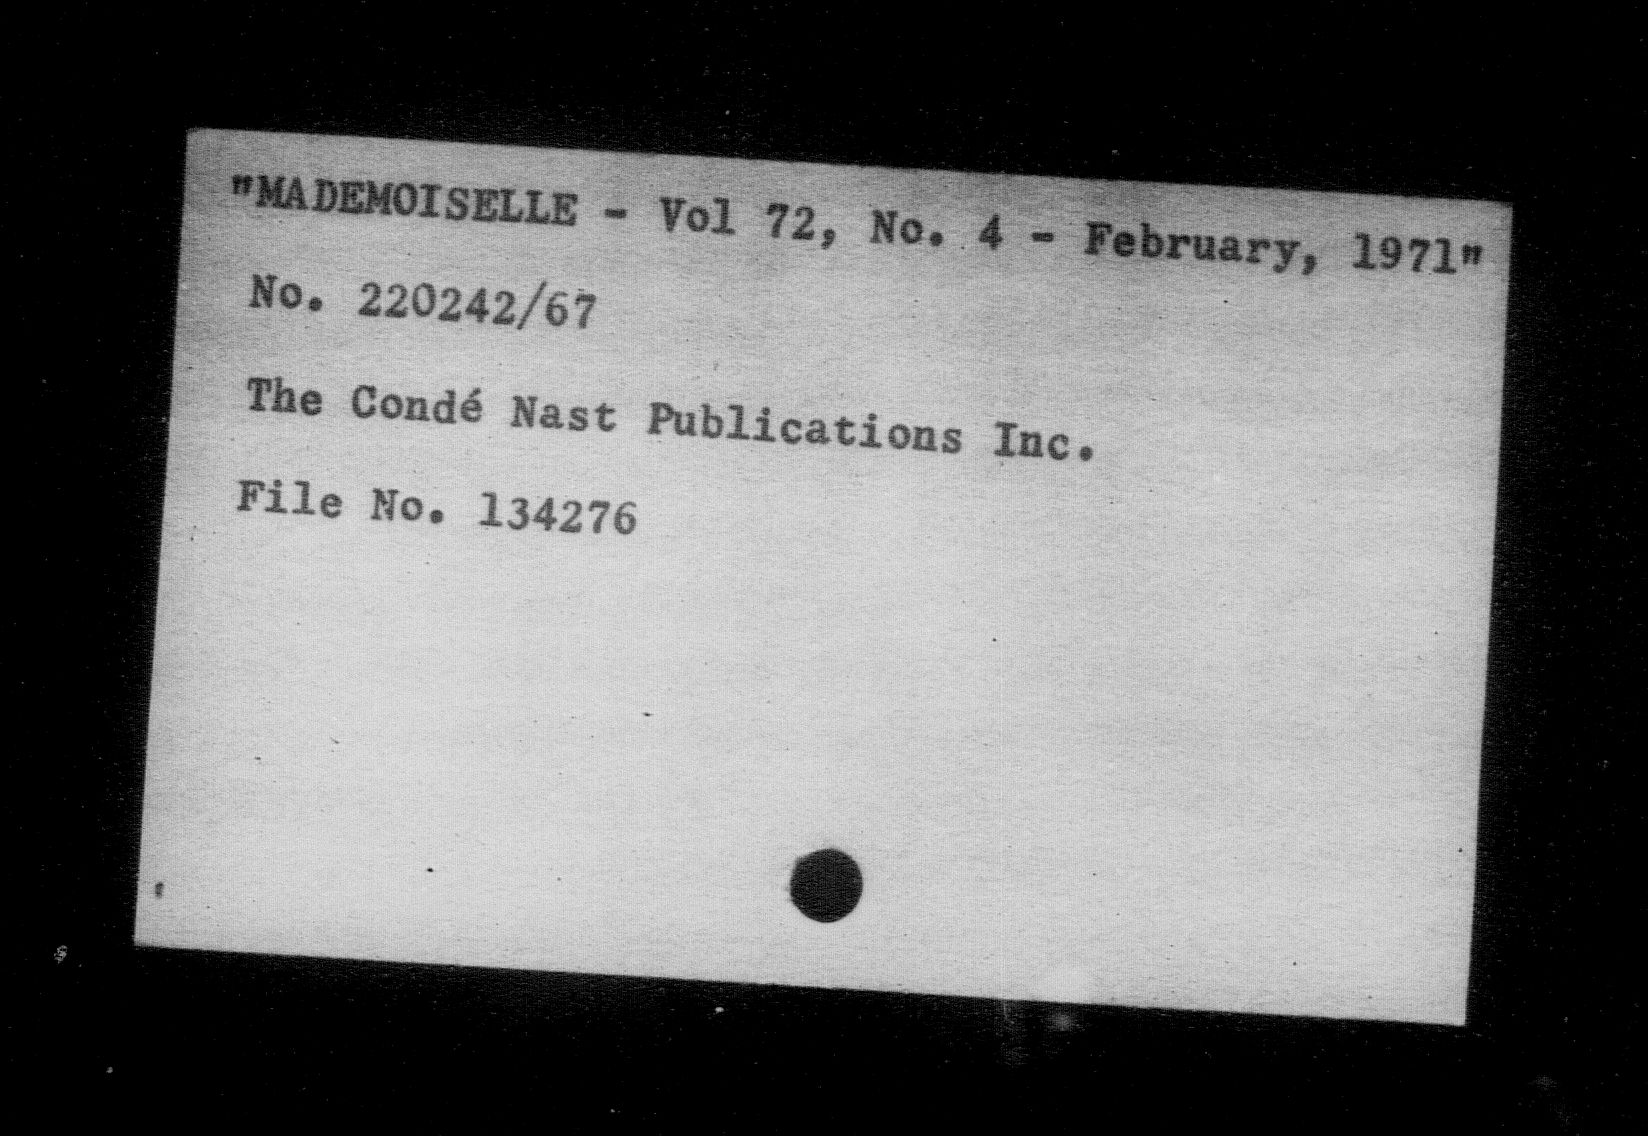 "MADEMOISELLE - Vol 72, No. 4 - February, 1971"
No. 220242/67
The Condé Nast Publications Inc.
File No. 134276